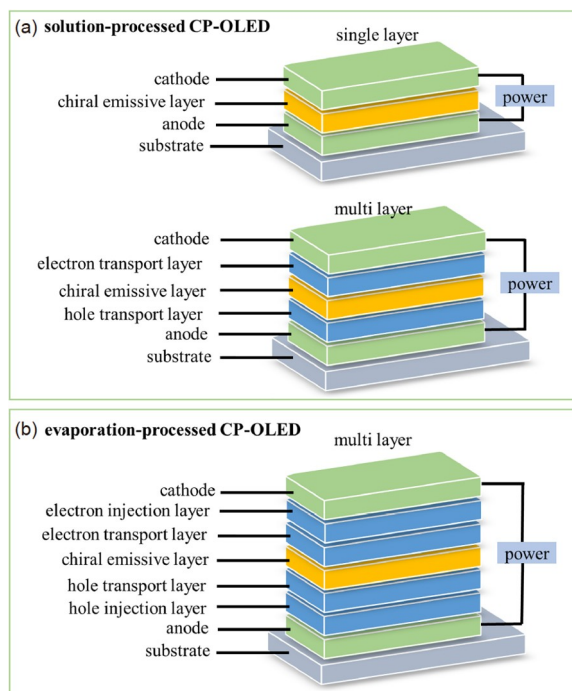 (a) solution-processed CP-OLED
single layer
cathode
chiral emissive layer
anode
substrate
power
multi layer
cathode
electron transport layer
chiral emissive layer
hole transport layer
anode
substrate
power
(b) evaporation-processed CP-OLED
multi layer
cathode
electron injection layer
electron transport layer
chiral emissive layer
hole transport layer
hole injection layer
anode
substrate
power